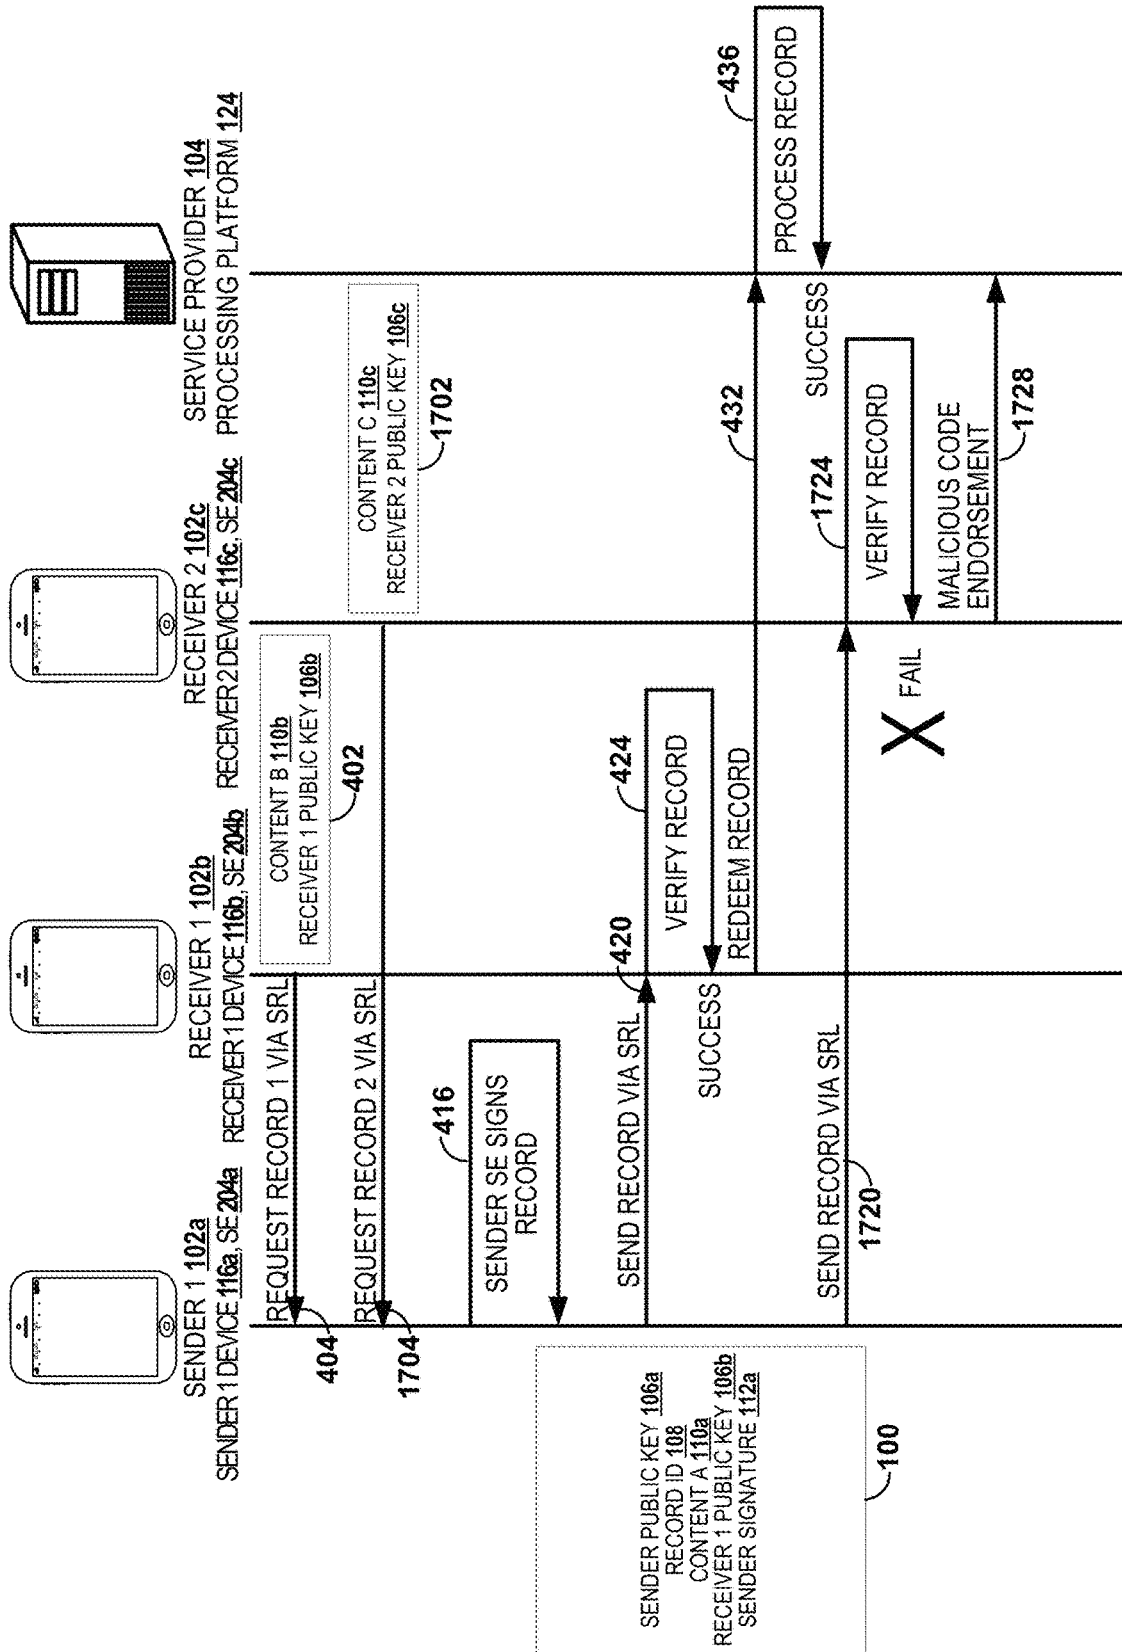 SENDER 1 102a
SENDER 1 DEVICE 116a, SE 204a
RECEIVER 1 102b
RECEIVER 1 DEVICE 116b, SE 204b
RECEIVER 2 102c
RECEIVER 2 DEVICE 116c, SE 204c
SERVICE PROVIDER 104
PROCESSING PLATFORM 124
CONTENT B 110b
RECEIVER 1 PUBLIC KEY 106b
402
REQUEST RECORD 1 VIA SRL
404
CONTENT C 110c
RECEIVER 2 PUBLIC KEY 106c
1702
REQUEST RECORD 2 VIA SRL
1704
416
SENDER SE SIGNS
RECORD
SENDER PUBLIC KEY 106a
RECORD ID 108
CONTENT A 110a
RECEIVER 1 PUBLIC KEY 106b
SENDER SIGNATURE 112a
100
SEND RECORD VIA SRL
420
424
VERIFY RECORD
SUCCESS
REDEEM RECORD
432
436
PROCESS RECORD
SUCCESS
SEND RECORD VIA SRL
1720
1724
VERIFY RECORD
X FAIL
MALICIOUS CODE
ENDORSEMENT
1728